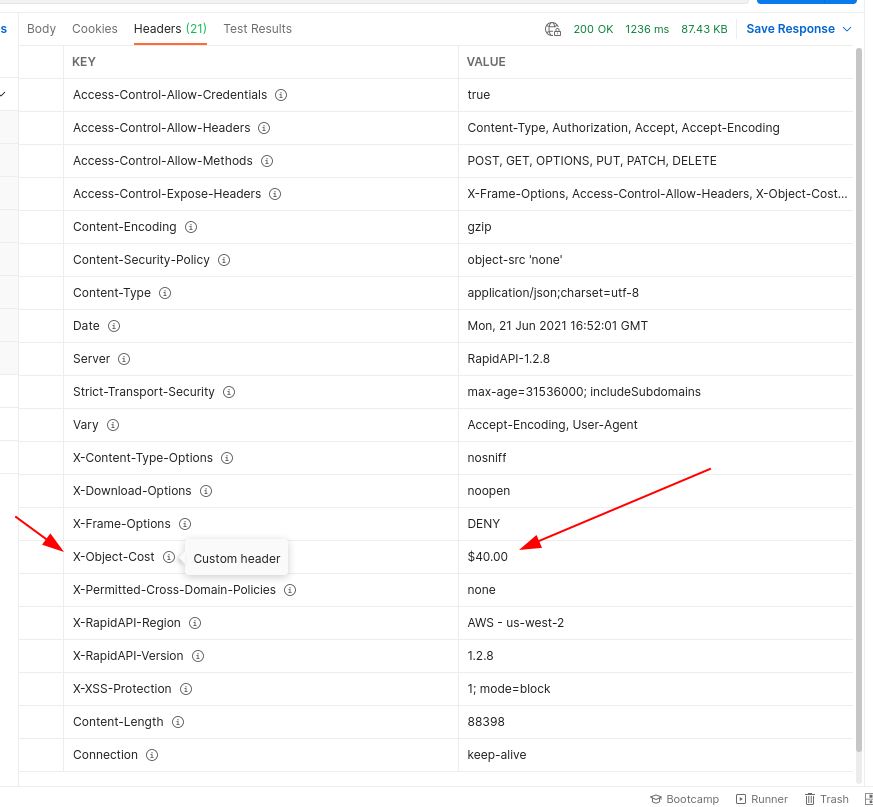 s Body Cookies Headers (21) Test Results 200 OK 1236 ms 87.43 KB Save Response
KEY VALUE
Access-Control-Allow-Credentials true
Access-Control-Allow-Headers Content-Type, Authorization, Accept, Accept-Encoding
Access-Control-Allow-Methods POST, GET, OPTIONS, PUT, PATCH, DELETE
Access-Control-Expose-Headers X-Frame-Options, Access-Control-Allow-Headers, X-Object-Cost...
Content-Encoding gzip
Content-Security-Policy object-src 'none'
Content-Type application/json;charset=utf-8
Date Mon, 21 Jun 2021 16:52:01 GMT
Server RapidAPI-1.2.8
Strict-Transport-Security max-age=31536000; includeSubdomains
Vary Accept-Encoding, User-Agent
X-Content-Type-Options nosniff
X-Download-Options noopen
X-Frame-Options DENY
X-Object-Cost Custom header $40.00
X-Permitted-Cross-Domain-Policies none
X-RapidAPI-Region AWS - us-west-2
X-RapidAPI-Version 1.2.8
X-XSS-Protection 1; mode=block
Content-Length 88398
Connection keep-alive
Bootcamp Runner Trash